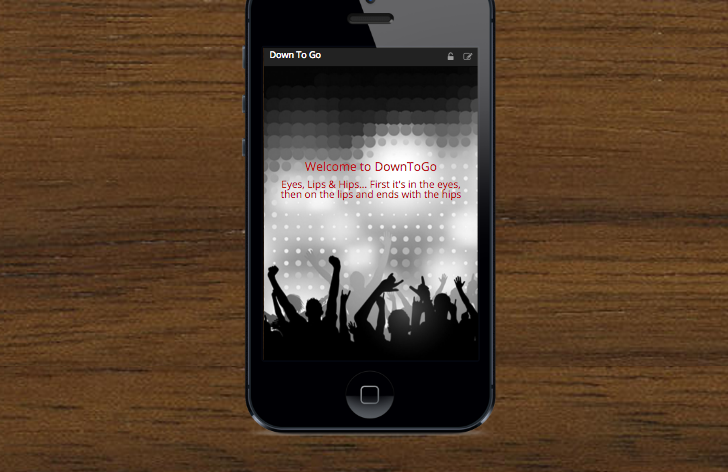 Down To Go
Welcome to DownToGo
Eyes, Lips & Hips... First it's in the eyes,
then on the lips and ends with the hips